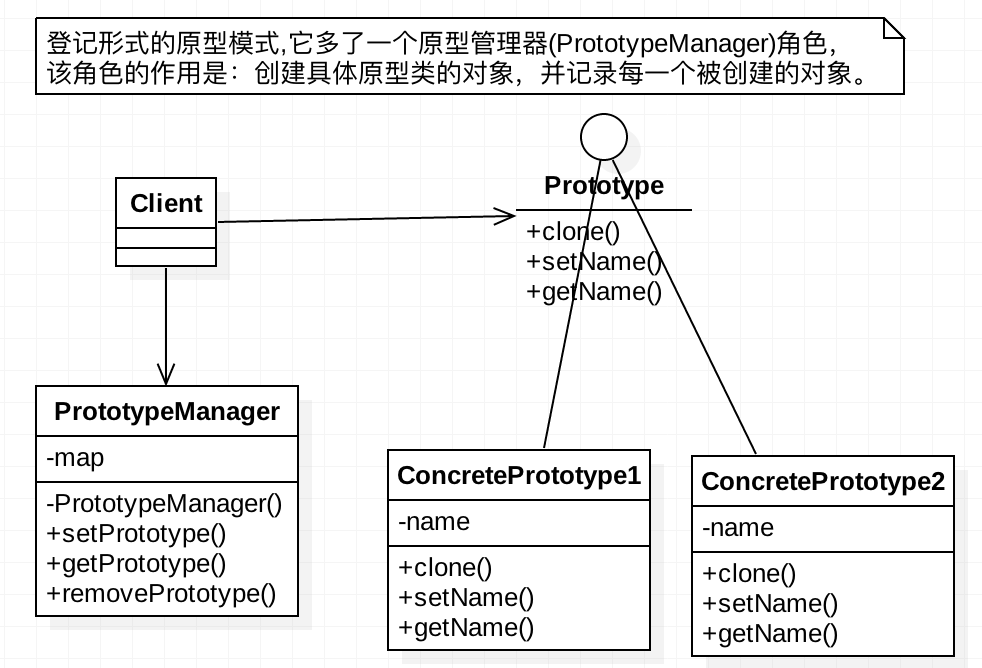 登记形式的原型模式,它多了一个原型管理器(PrototypeManager)角色，
该角色的作用是：创建具体原型类的对象，并记录每一个被创建的对象。
Client
Prototype
+clone()
+setName()
+getName()
PrototypeManager
-map
-PrototypeManager()
+setPrototype()
+getPrototype()
+removePrototype()
ConcretePrototype1
-name
+clone()
+setName()
+getName()
ConcretePrototype2
-name
+clone()
+setName()
+getName()